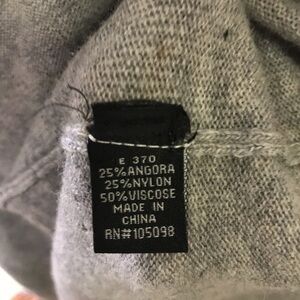 E 370
25%ANGORA
25%NYLON
50%VISCOSE
MADE IN
CHINA
RN#105098